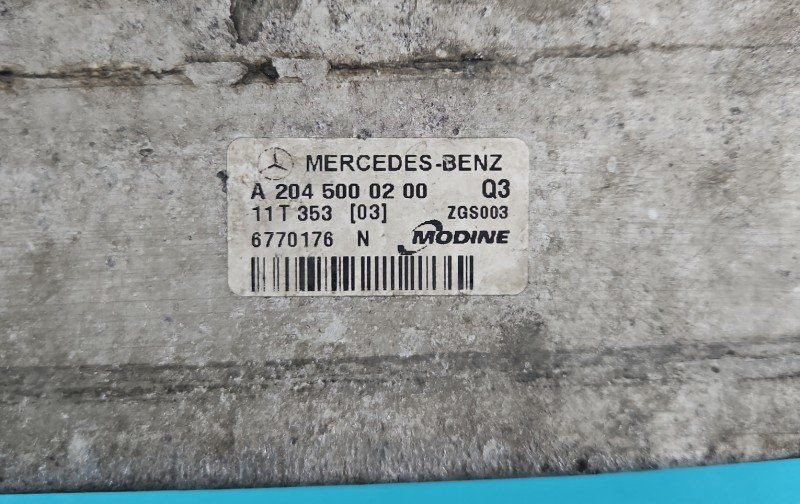 MERCEDES-BENZ
A 204 500 02 00 Q3
11T 353 [03] ZGS003
6770176 N MODINE